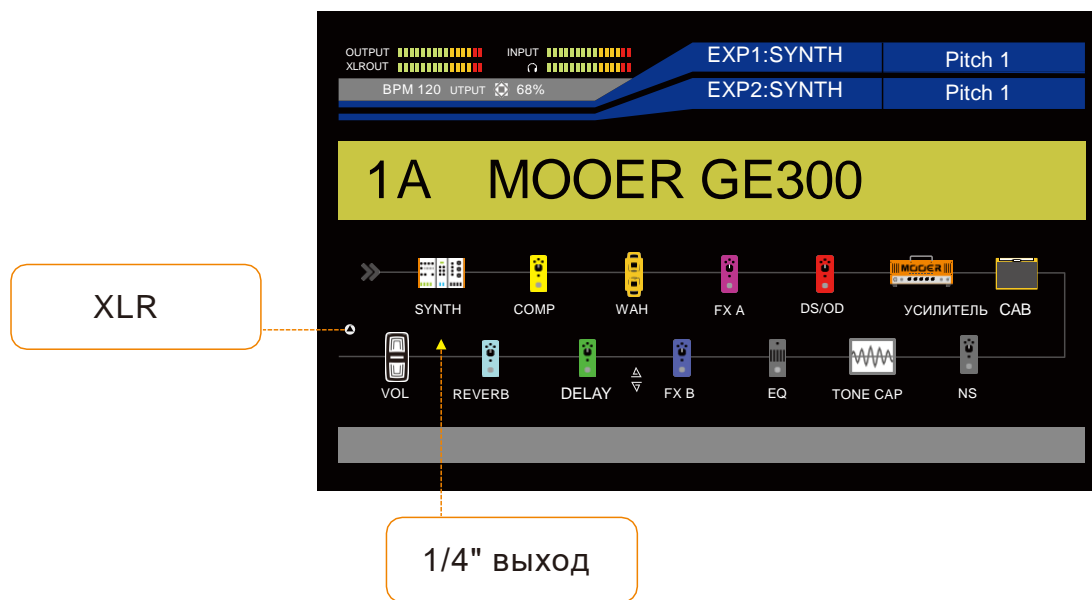 OUTPUT INPUT
XLROUT
BPM 120 UTPUT 68%
EXP1:SYNTH Pitch 1
EXP2:SYNTH Pitch 1
1A MOOER GE300
MOOER
SYNTH COMP WAH FX A DS/OD УСИЛИТЕЛЬ CAB
XLR
VOL REVERB DELAY FX B EQ TONE CAP NS
1/4" выход